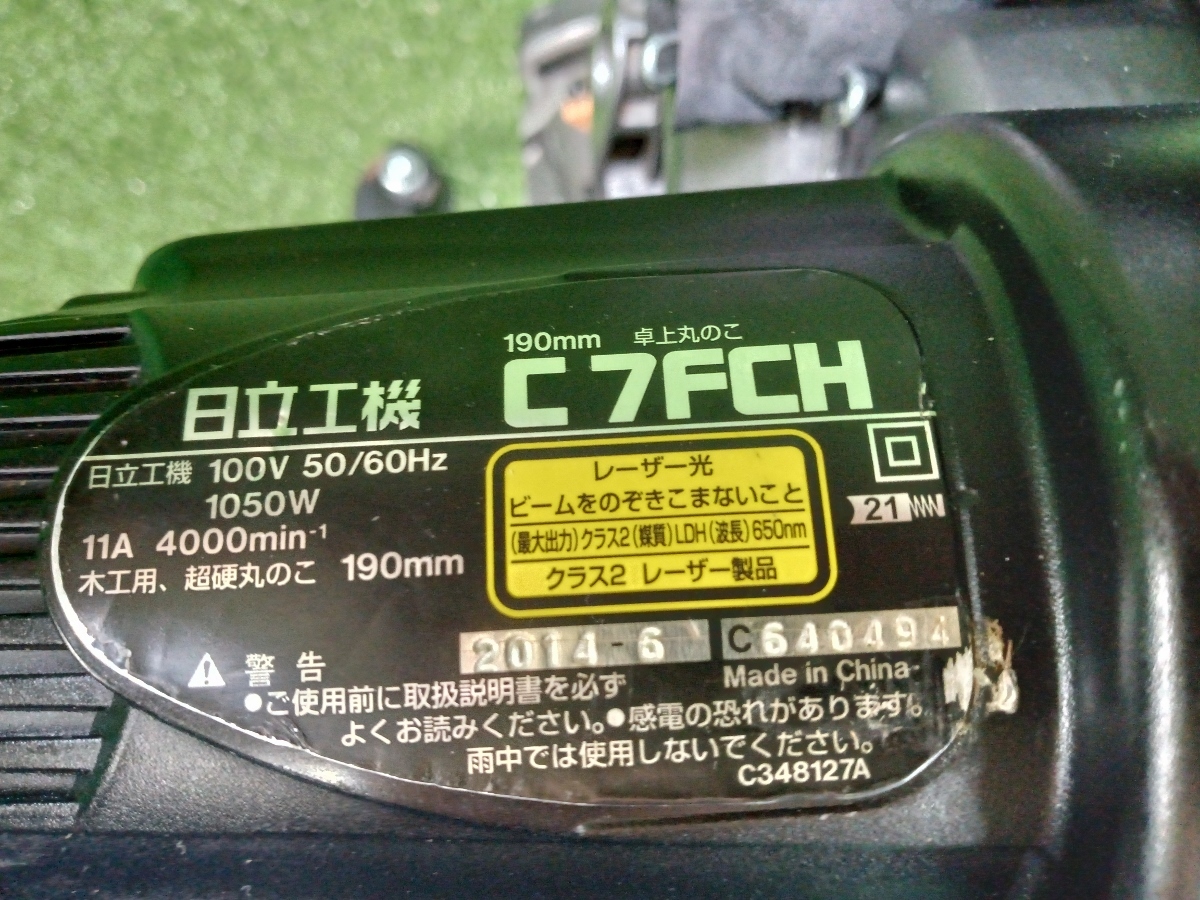 190mm 卓上丸のこ
日立工機 C 7FCH
日立工機 100V 50/60Hz
1050W
11A 4000min⁻¹
木工用、超硬丸のこ 190mm
レーザー光
ビームをのぞきこまないこと
(最大出力)クラス2(媒質)LDH(波長)650nm
クラス2 レーザー製品
21
2014-6 C640494
Made in China
警告
●ご使用前に取扱説明書を必ず
よくお読みください。●感電の恐れがあります。
雨中では使用しないでください。
C348127A